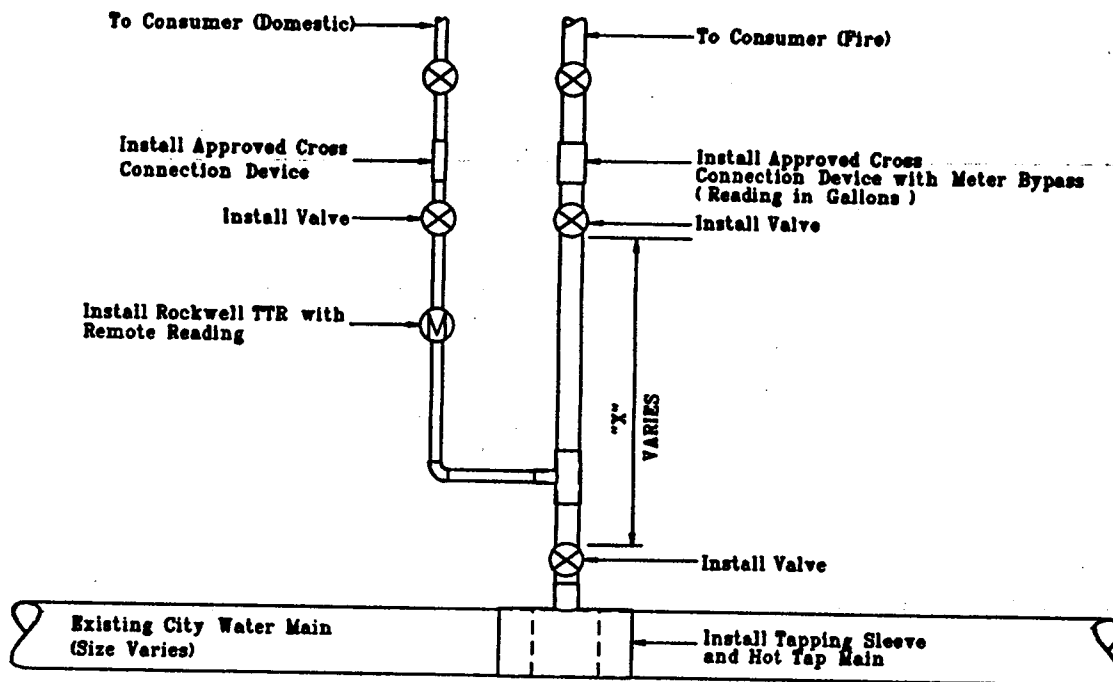 To Consumer (Domestic)
To Consumer (Fire)
Install Approved Cross
Connection Device
Install Approved Cross
Connection Device with Meter Bypass
( Reading in Gallons )
Install Valve
Install Valve
Install Rockwell TTR with
Remote Reading
M
"X"
VARIES
Install Valve
Existing City Water Main
(Size Varies)
Install Tapping Sleeve
and Hot Tap Main